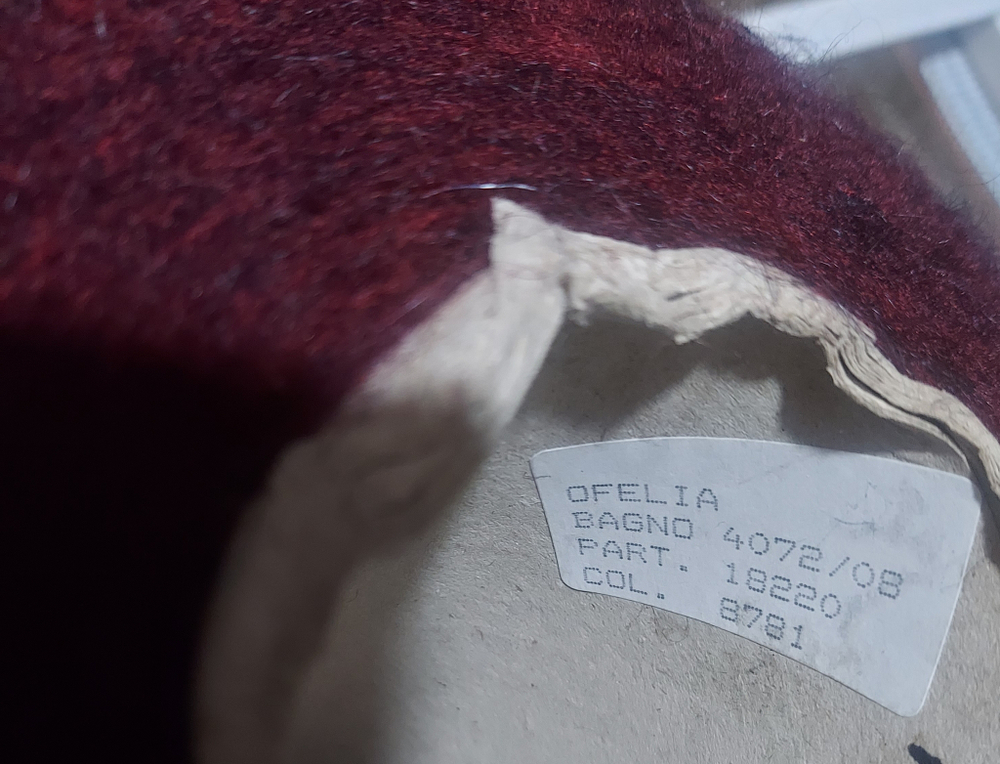 OFELIA
BAGNO 4072/08
PART. 18220
COL. 8781